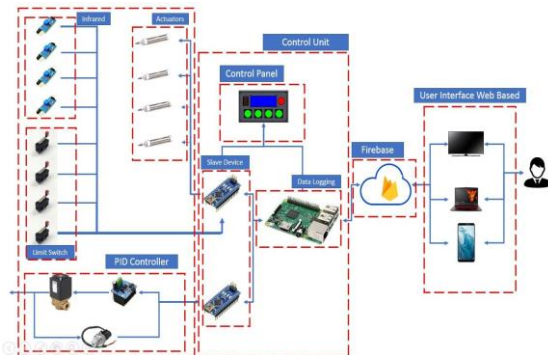 Infrared
Actuators
Control Unit
Control Panel
User Interface Web Based
Firebase
Slave Device
Data Logging
Limit Switch
PID Controller